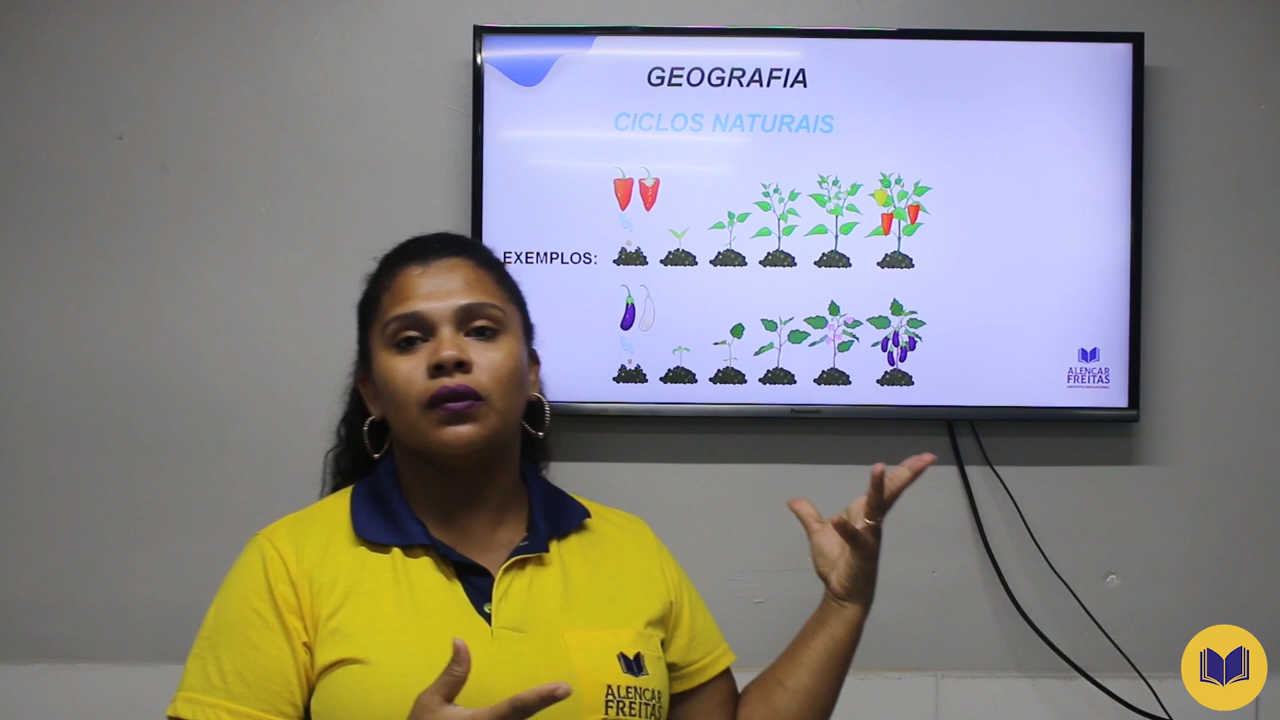 GEOGRAFIA
CICLOS NATURAIS
EXEMPLOS:
ALENCAR
FREITAS
ALENCAR
FREITAS